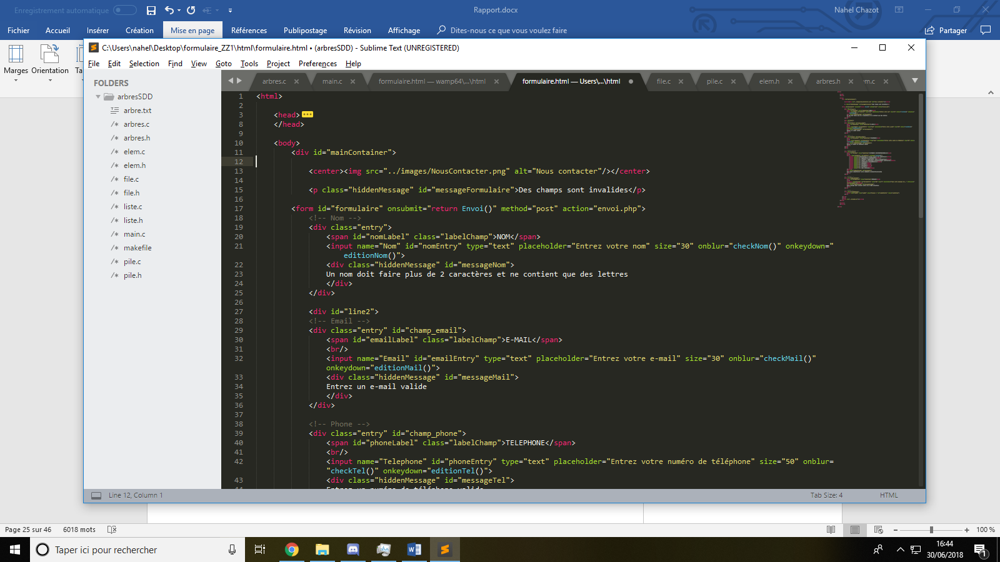 Enregistrement automatique
Rapport.docx
Nahel Chazot
Fichier Accueil Insérer Création Mise en page Références Publipostage Révision Affichage Dites-nous ce que vous voulez faire Partager
Marges Orientation
C:\Users\nahel\Desktop\formulaire_ZZ1\html\formulaire.html • (arbresSDD) - Sublime Text (UNREGISTERED)
File Edit Selection Find View Goto Tools Project Preferences Help
FOLDERS
arbresSDD
arbre.txt
/* arbres.c
/* arbres.h
/* elem.c
/* elem.h
/* file.c
/* file.h
/* liste.c
/* liste.h
/* main.c
/* makefile
/* pile.c
/* pile.h
arbres.c × main.c × formulaire.html — wamp64\...\html × formulaire.html — Users\...\html ● file.c × pile.c × elem.h × arbres.h × m.c ×
1 <html>
2
3 <head>
8 </head>
9
10 <body>
11 <div id="mainContainer">
12
13 <center><img src="../images/NousContacter.png" alt="Nous contacter"/></center>
14
15 <p class="hiddenMessage" id="messageFormulaire">Des champs sont invalides</p>
16
17 <form id="formulaire" onsubmit="return Envoi()" method="post" action="envoi.php">
18 <!-- Nom -->
19 <div class="entry">
20 <span id="nomLabel" class="labelChamp">NOM</span>
21 <input name="Nom" id="nomEntry" type="text" placeholder="Entrez votre nom" size="30" onblur="checkNom()" onkeydown="
editionNom()">
22 <div class="hiddenMessage" id="messageNom">
23 Un nom doit faire plus de 2 caractères et ne contient que des lettres
24 </div>
25 </div>
26
27 <div id="line2">
28 <!-- Email -->
29 <div class="entry" id="champ_email">
30 <span id="emailLabel" class="labelChamp">E-MAIL</span>
31 <br/>
32 <input name="Email" id="emailEntry" type="text" placeholder="Entrez votre e-mail" size="30" onblur="checkMail()"
onkeydown="editionMail()">
33 <div class="hiddenMessage" id="messageMail">
34 Entrez un e-mail valide
35 </div>
36 </div>
37
38 <!-- Phone -->
39 <div class="entry" id="champ_phone">
40 <span id="phoneLabel" class="labelChamp">TELEPHONE</span>
41 <br/>
42 <input name="Telephone" id="phoneEntry" type="text" placeholder="Entrez votre numéro de téléphone" size="50" onblur=
"checkTel()" onkeydown="editionTel()">
43 <div class="hiddenMessage" id="messageTel">
44 Entrez un numéro de téléphone valide
Line 12, Column 1 Tab Size: 4 HTML
Page 25 sur 46 6018 mots 100 %
Taper ici pour rechercher
16:44
30/06/2018
1